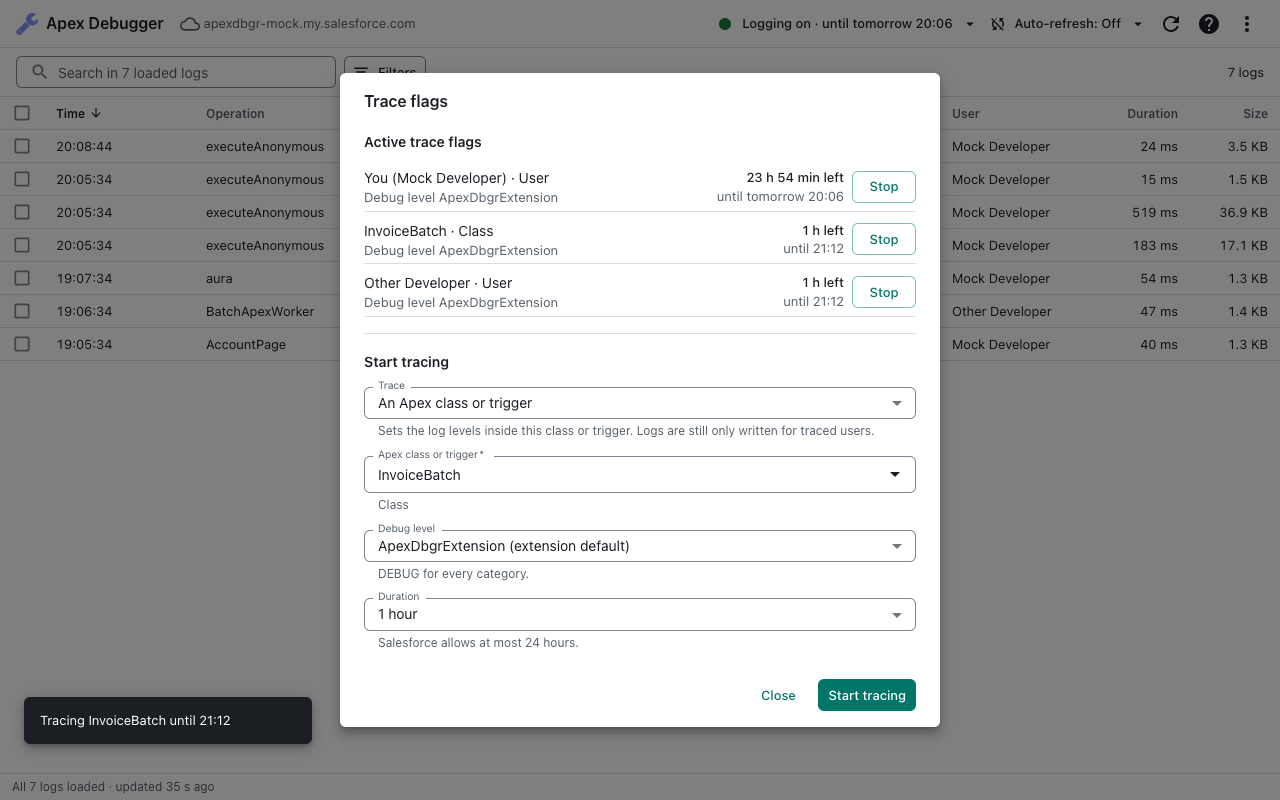 Apex Debugger
apexdbgr-mock.my.salesforce.com
Logging on · until tomorrow 20:06
Auto-refresh: Off
Search in 7 loaded logs
Filters
7 logs
Time
Operation
User
Duration
Size
20:08:44
executeAnonymous
Mock Developer
24 ms
3.5 KB
20:05:34
executeAnonymous
Mock Developer
15 ms
1.5 KB
20:05:34
executeAnonymous
Mock Developer
519 ms
36.9 KB
20:05:34
executeAnonymous
Mock Developer
183 ms
17.1 KB
19:07:34
aura
Mock Developer
54 ms
1.3 KB
19:06:34
BatchApexWorker
Other Developer
47 ms
1.4 KB
19:05:34
AccountPage
Mock Developer
40 ms
1.3 KB
Trace flags
Active trace flags
You (Mock Developer) · User
Debug level ApexDbgrExtension
23 h 54 min left
until tomorrow 20:06
Stop
InvoiceBatch · Class
Debug level ApexDbgrExtension
1 h left
until 21:12
Stop
Other Developer · User
Debug level ApexDbgrExtension
1 h left
until 21:12
Stop
Start tracing
Trace
An Apex class or trigger
Sets the log levels inside this class or trigger. Logs are still only written for traced users.
Apex class or trigger *
InvoiceBatch
Class
Debug level
ApexDbgrExtension (extension default)
DEBUG for every category.
Duration
1 hour
Salesforce allows at most 24 hours.
Close
Start tracing
Tracing InvoiceBatch until 21:12
All 7 logs loaded · updated 35 s ago